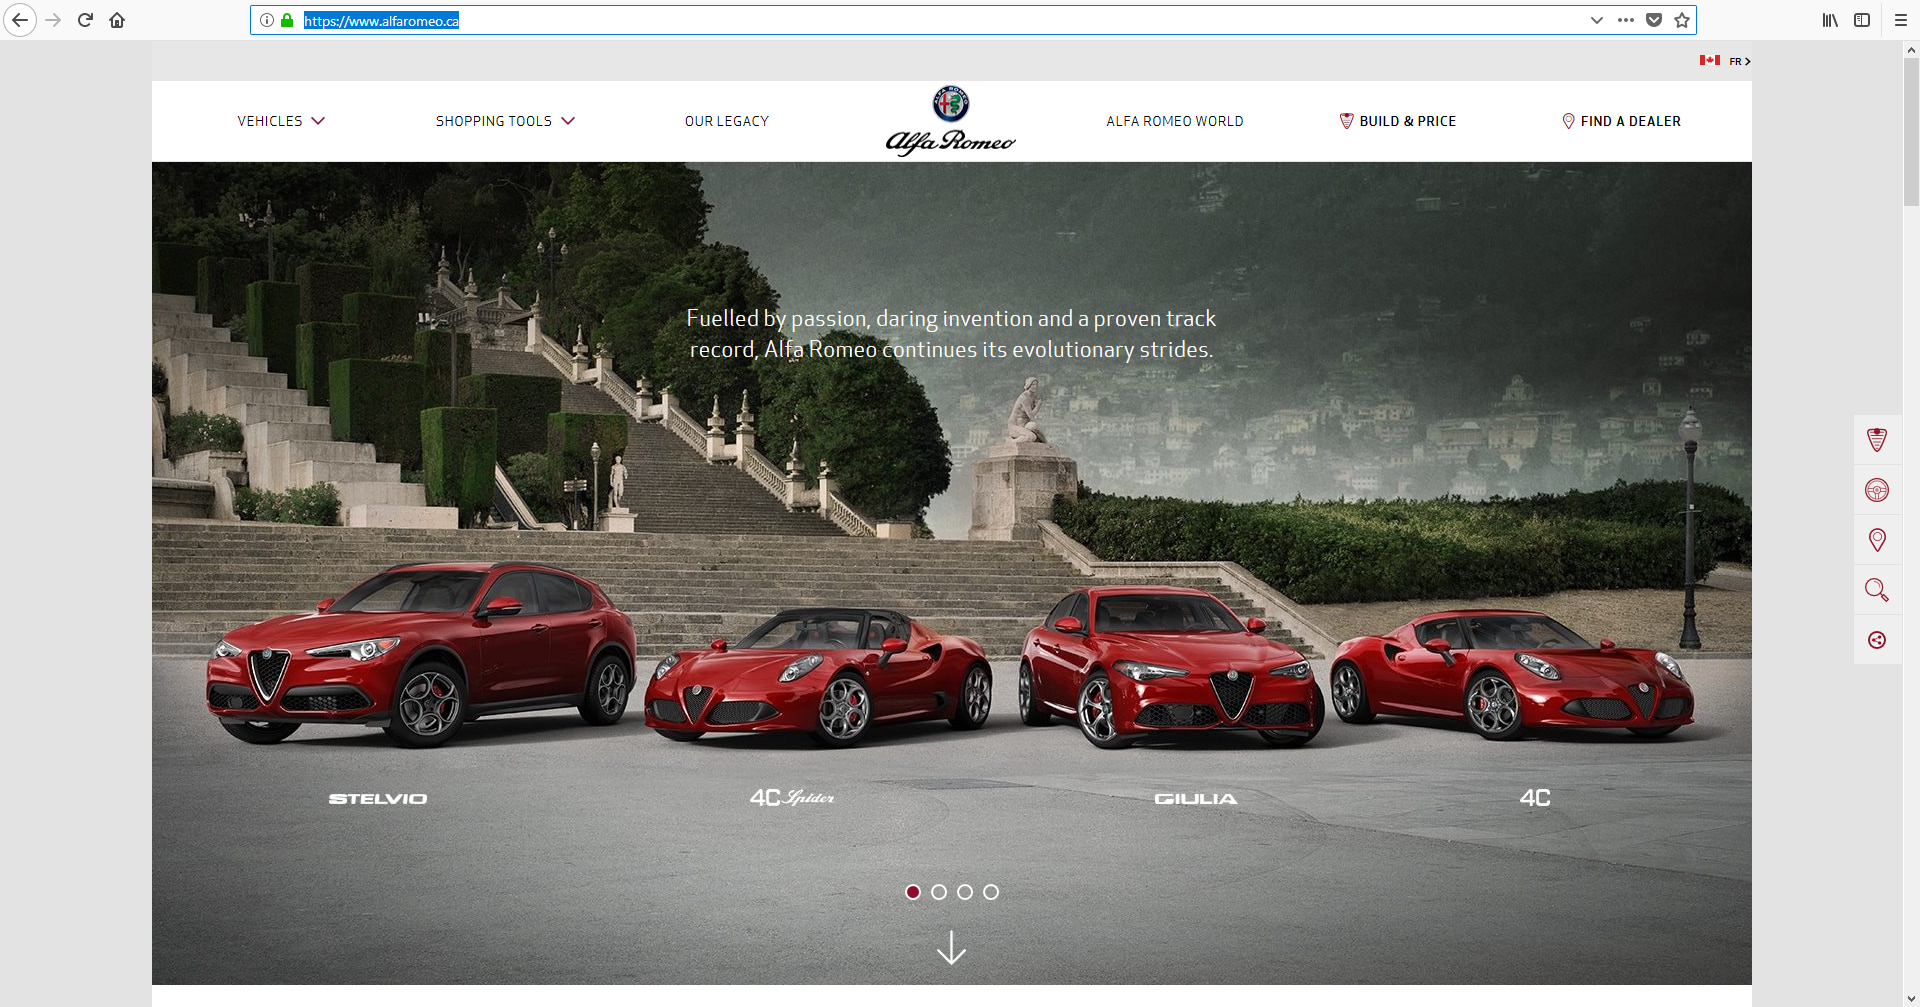 https://www.alfaromeo.ca
FR
VEHICLES
SHOPPING TOOLS
OUR LEGACY
ALFA ROMEO
Alfa Romeo
ALFA ROMEO WORLD
BUILD & PRICE
FIND A DEALER
Fuelled by passion, daring invention and a proven track
record, Alfa Romeo continues its evolutionary strides.
STELVIO
4C Spider
GIULIA
4C